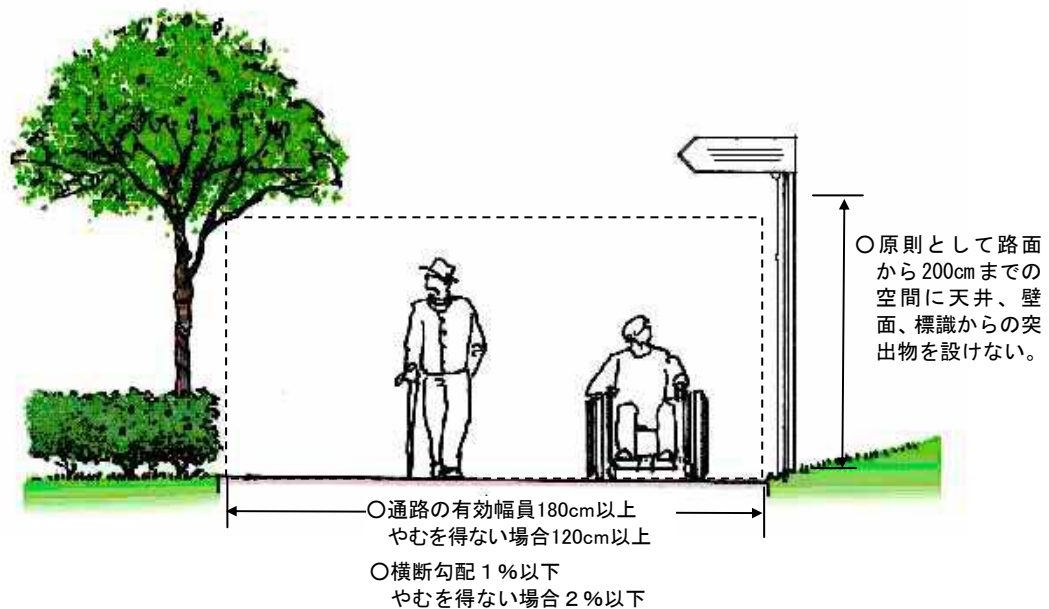 ○原則として路面
から200cmまでの
空間に天井、壁
面、標識からの突
出物を設けない。
○通路の有効幅員180cm以上
やむを得ない場合120cm以上
○横断勾配1%以下
やむを得ない場合2%以下